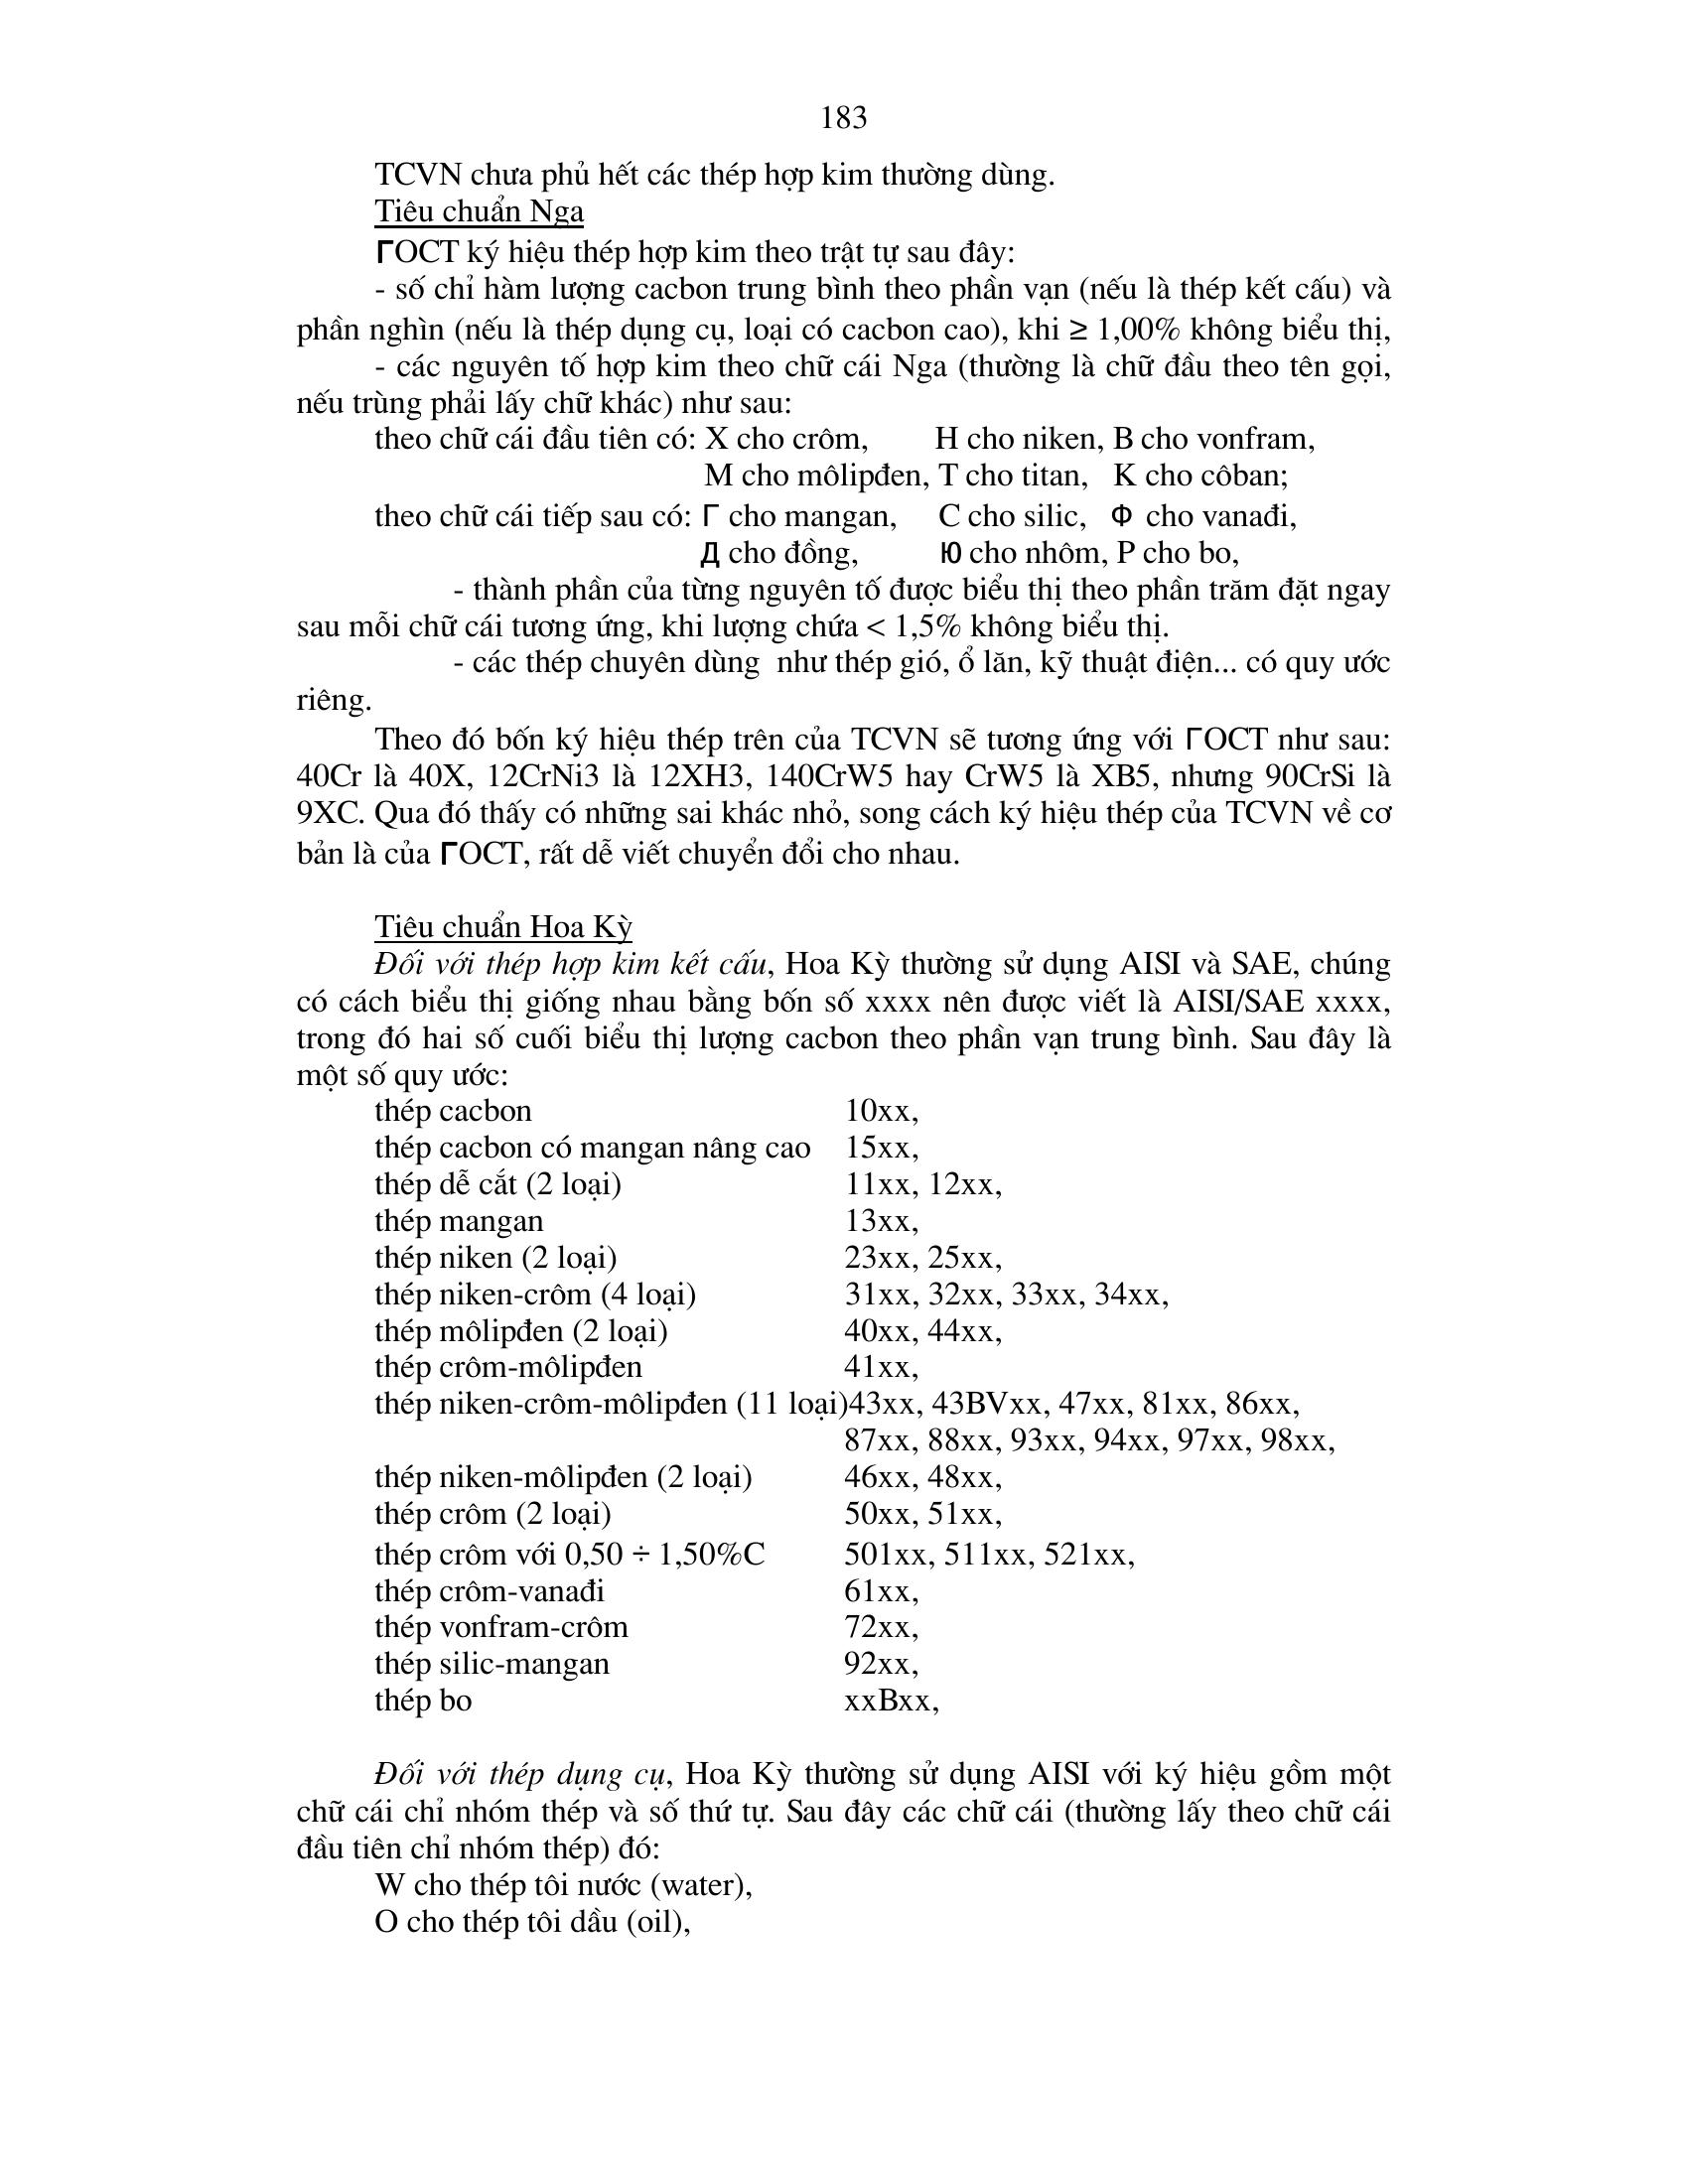 183
TCVN chưa phủ hết các thép hợp kim thường dùng.
Tiêu chuẩn Nga
ГOCT ký hiệu thép hợp kim theo trật tự sau đây:
- số chỉ hàm lượng cacbon trung bình theo phần vạn (nếu là thép kết cấu) và
phần nghìn (nếu là thép dụng cụ, loại có cacbon cao), khi ≥ 1,00% không biểu thị,
- các nguyên tố hợp kim theo chữ cái Nga (thường là chữ đầu theo tên gọi,
nếu trùng phải lấy chữ khác) như sau:
theo chữ cái đầu tiên có: X cho crôm, H cho niken, B cho vonfram,
M cho môlipđen, T cho titan, K cho côban;
theo chữ cái tiếp sau có: Г cho mangan, C cho silic, Ф cho vanađi,
Д cho đồng, Ю cho nhôm, P cho bo,
- thành phần của từng nguyên tố được biểu thị theo phần trăm đặt ngay
sau mỗi chữ cái tương ứng, khi lượng chứa < 1,5% không biểu thị.
- các thép chuyên dùng như thép gió, ổ lăn, kỹ thuật điện... có quy ước
riêng.
Theo đó bốn ký hiệu thép trên của TCVN sẽ tương ứng với ГOCT như sau:
40Cr là 40X, 12CrNi3 là 12XH3, 140CrW5 hay CrW5 là XB5, nhưng 90CrSi là
9XC. Qua đó thấy có những sai khác nhỏ, song cách ký hiệu thép của TCVN về cơ
bản là của ГOCT, rất dễ viết chuyển đổi cho nhau.
Tiêu chuẩn Hoa Kỳ
Đối với thép hợp kim kết cấu, Hoa Kỳ thường sử dụng AISI và SAE, chúng
có cách biểu thị giống nhau bằng bốn số xxxx nên được viết là AISI/SAE xxxx,
trong đó hai số cuối biểu thị lượng cacbon theo phần vạn trung bình. Sau đây là
một số quy ước:
thép cacbon 10xx,
thép cacbon có mangan nâng cao 15xx,
thép dễ cắt (2 loại) 11xx, 12xx,
thép mangan 13xx,
thép niken (2 loại) 23xx, 25xx,
thép niken-crôm (4 loại) 31xx, 32xx, 33xx, 34xx,
thép môlipđen (2 loại) 40xx, 44xx,
thép crôm-môlipđen 41xx,
thép niken-crôm-môlipđen (11 loại)43xx, 43BVxx, 47xx, 81xx, 86xx,
87xx, 88xx, 93xx, 94xx, 97xx, 98xx,
thép niken-môlipđen (2 loại) 46xx, 48xx,
thép crôm (2 loại) 50xx, 51xx,
thép crôm với 0,50 ÷ 1,50%C 501xx, 511xx, 521xx,
thép crôm-vanađi 61xx,
thép vonfram-crôm 72xx,
thép silic-mangan 92xx,
thép bo xxBxx,
Đối với thép dụng cụ, Hoa Kỳ thường sử dụng AISI với ký hiệu gồm một
chữ cái chỉ nhóm thép và số thứ tự. Sau đây các chữ cái (thường lấy theo chữ cái
đầu tiên chỉ nhóm thép) đó:
W cho thép tôi nước (water),
O cho thép tôi dầu (oil),